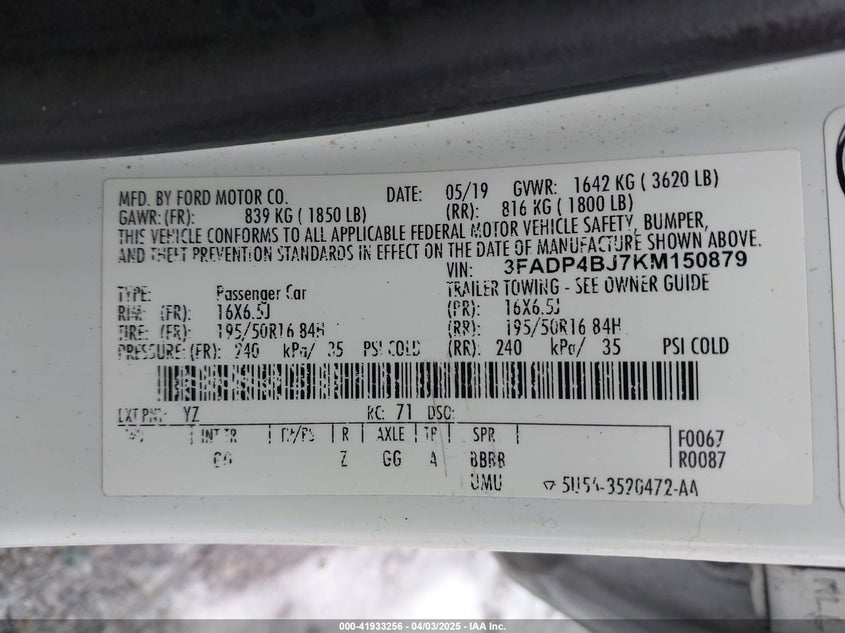 MFD. BY FORD MOTOR CO. DATE: 05/19 GVWR: 1642 KG ( 3620 LB)
GAWR: (FR): 839 KG ( 1850 LB) (RR): 816 KG ( 1800 LB)
THIS VEHICLE CONFORMS TO ALL APPLICABLE FEDERAL MOTOR VEHICLE SAFETY, BUMPER,
AND THEFT PREVENTION STANDARDS IN EFFECT ON THE DATE OF MANUFACTURE SHOWN ABOVE.
VIN: 3FADP4BJ7KM150879
TYPE: Passenger Car TRAILER TOWING - SEE OWNER GUIDE
RIM: (FR): 16X6.5J (RR): 16X6.5J
TIRE: (FR): 195/50R16 84H (RR): 195/50R16 84H
PRESSURE: (FR): 240 kPa/ 35 PSI COLD (RR): 240 kPa/ 35 PSI COLD
EXT PNT: YZ RC: 71 DSO:
INT TR TP/PS R AXLE TR SPR F0067
Z GG A BBRB R0087
UMU
000-41933256 - 04/03/2025 - IAA, Inc.